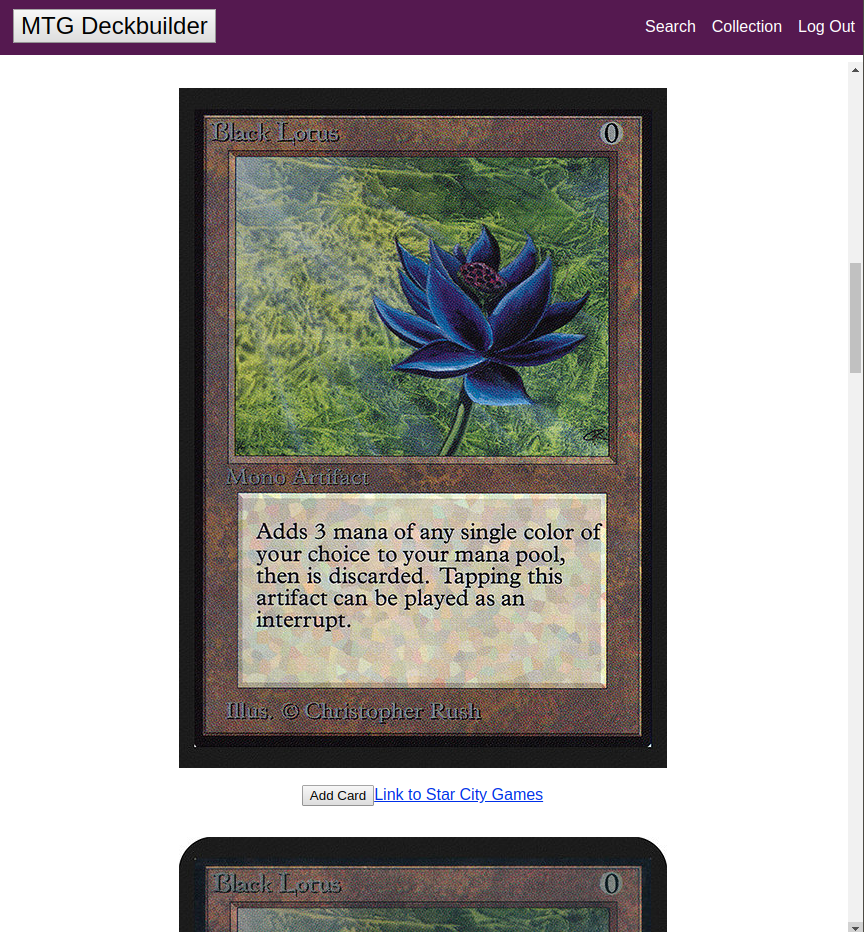 MTG Deckbuilder
Search Collection Log Out
Black Lotus 0
Mono Artifact
Adds 3 mana of any single color of
your choice to your mana pool,
then is discarded. Tapping this
artifact can be played as an
interrupt.
Illus. © Christopher Rush
Add Card Link to Star City Games
Black Lotus 0